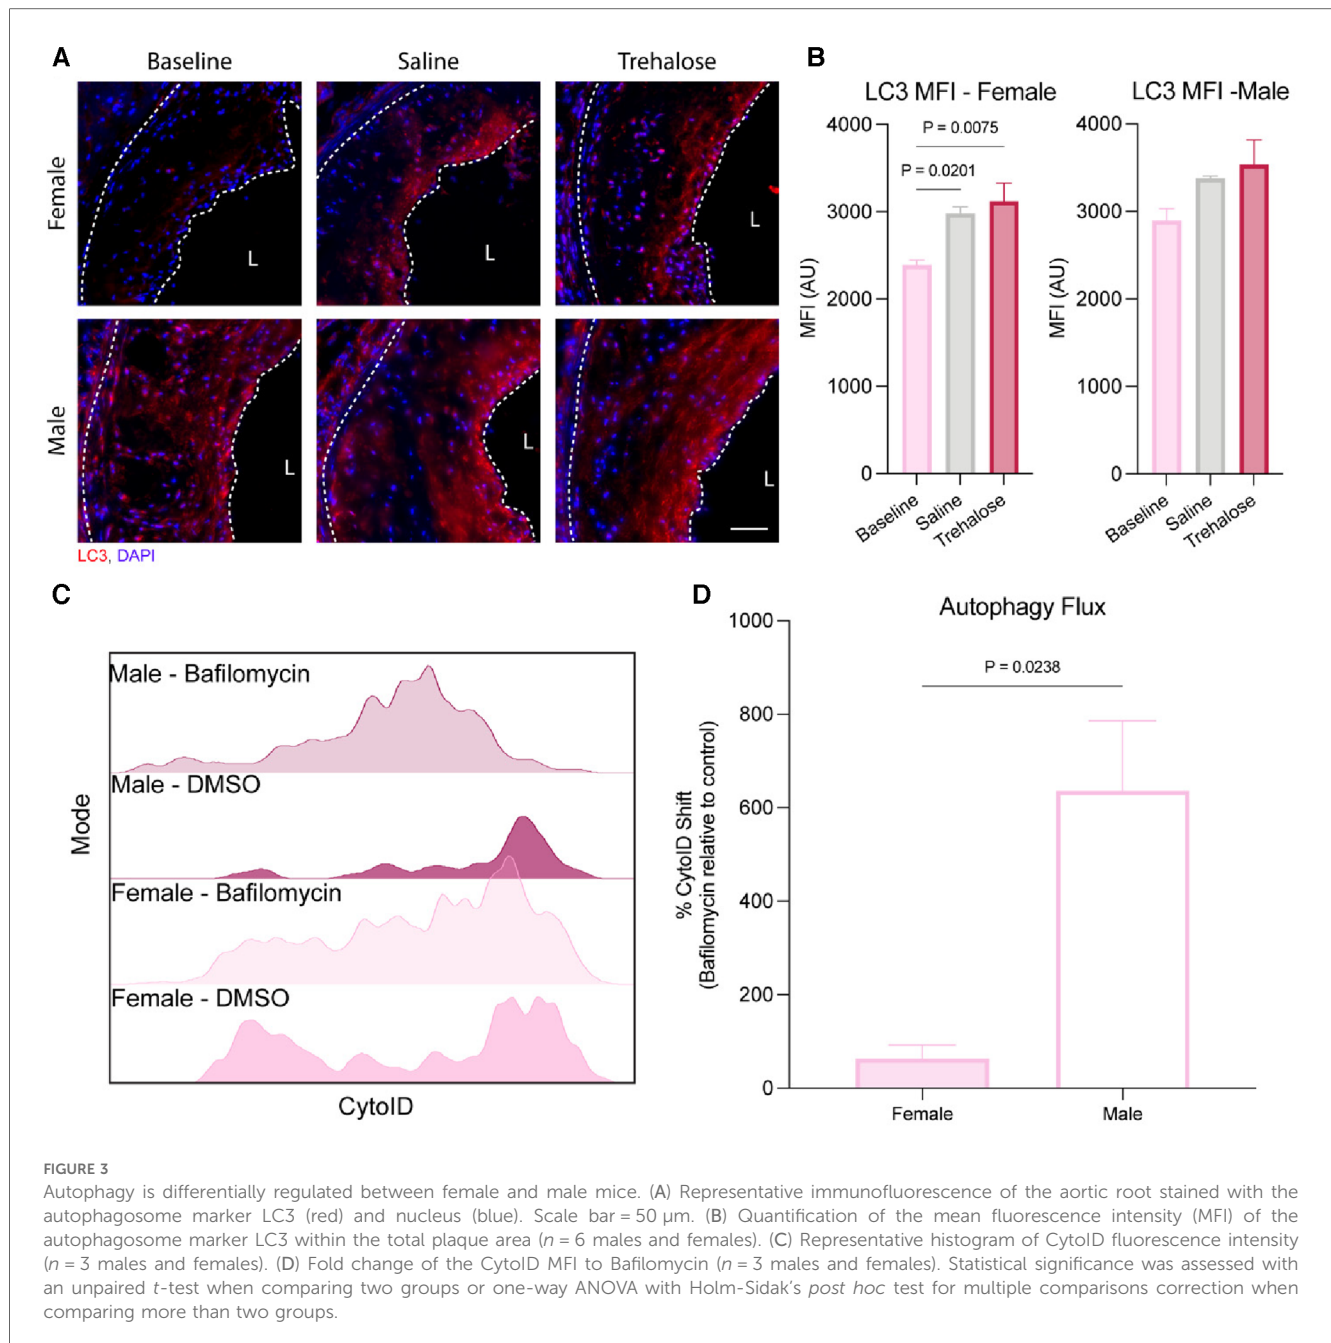 A
Baseline
Saline
Trehalose
Female
L
L
L
Male
L
L
L
LC3, DAPI
B
LC3 MFI - Female
MFI (AU)
4000
3000
2000
1000
0
P = 0.0075
P = 0.0201
Baseline
Saline
Trehalose
LC3 MFI -Male
MFI (AU)
4000
3000
2000
1000
0
Baseline
Saline
Trehalose
C
Mode
Male - Bafilomycin
Male - DMSO
Female - Bafilomycin
Female - DMSO
CytoID
D
Autophagy Flux
% CytoID Shift
(Bafilomycin relative to control)
1000
800
600
400
200
0
P = 0.0238
Female
Male
FIGURE 3
Autophagy is differentially regulated between female and male mice. (A) Representative immunofluorescence of the aortic root stained with the
autophagosome marker LC3 (red) and nucleus (blue). Scale bar = 50 μm. (B) Quantification of the mean fluorescence intensity (MFI) of the
autophagosome marker LC3 within the total plaque area (n = 6 males and females). (C) Representative histogram of CytoID fluorescence intensity
(n = 3 males and females). (D) Fold change of the CytoID MFI to Bafilomycin (n = 3 males and females). Statistical significance was assessed with
an unpaired t-test when comparing two groups or one-way ANOVA with Holm-Sidak's post hoc test for multiple comparisons correction when
comparing more than two groups.